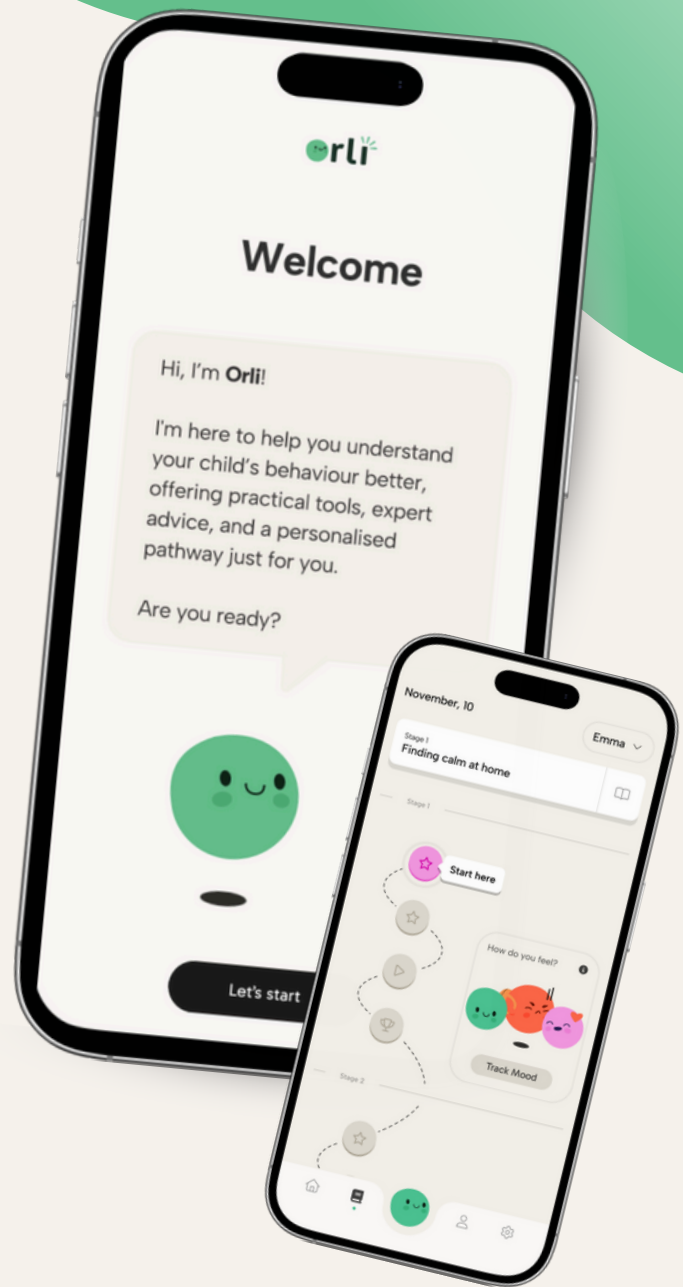 orli
Welcome
Hi, I'm Orli!
I'm here to help you understand
your child's behaviour better,
offering practical tools, expert
advice, and a personalised
pathway just for you.
Are you ready?
Let's start
November, 10
Emma
Stage 1
Finding calm at home
Stage 1
Start here
How do you feel?
Track Mood
Stage 2